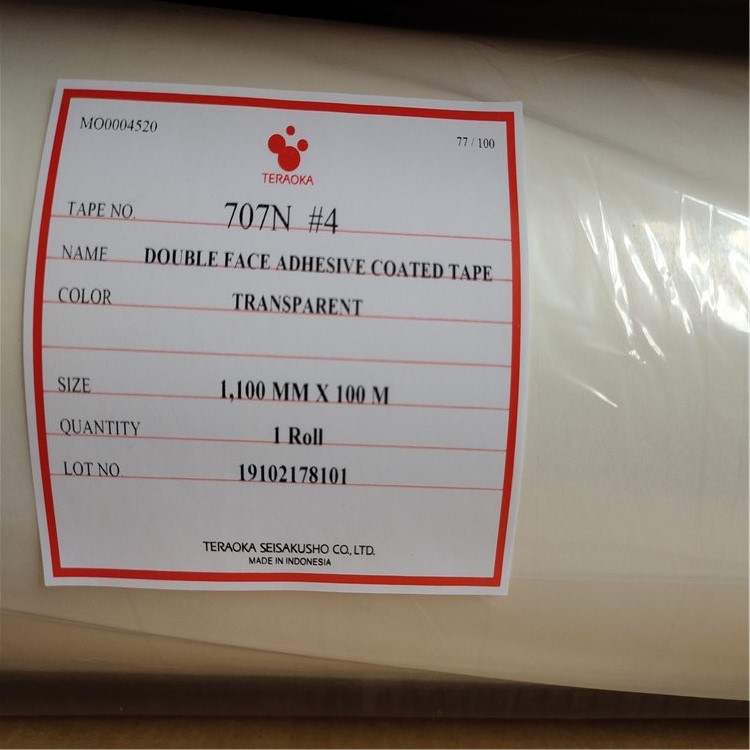 MO0004520
77 / 100
TERAOKA
TAPE NO. 707N #4
NAME DOUBLE FACE ADHESIVE COATED TAPE
COLOR TRANSPARENT
SIZE 1,100 MM X 100 M
QUANTITY 1 Roll
LOT NO. 19102178101
TERAOKA SEISAKUSHO CO., LTD.
MADE IN INDONESIA